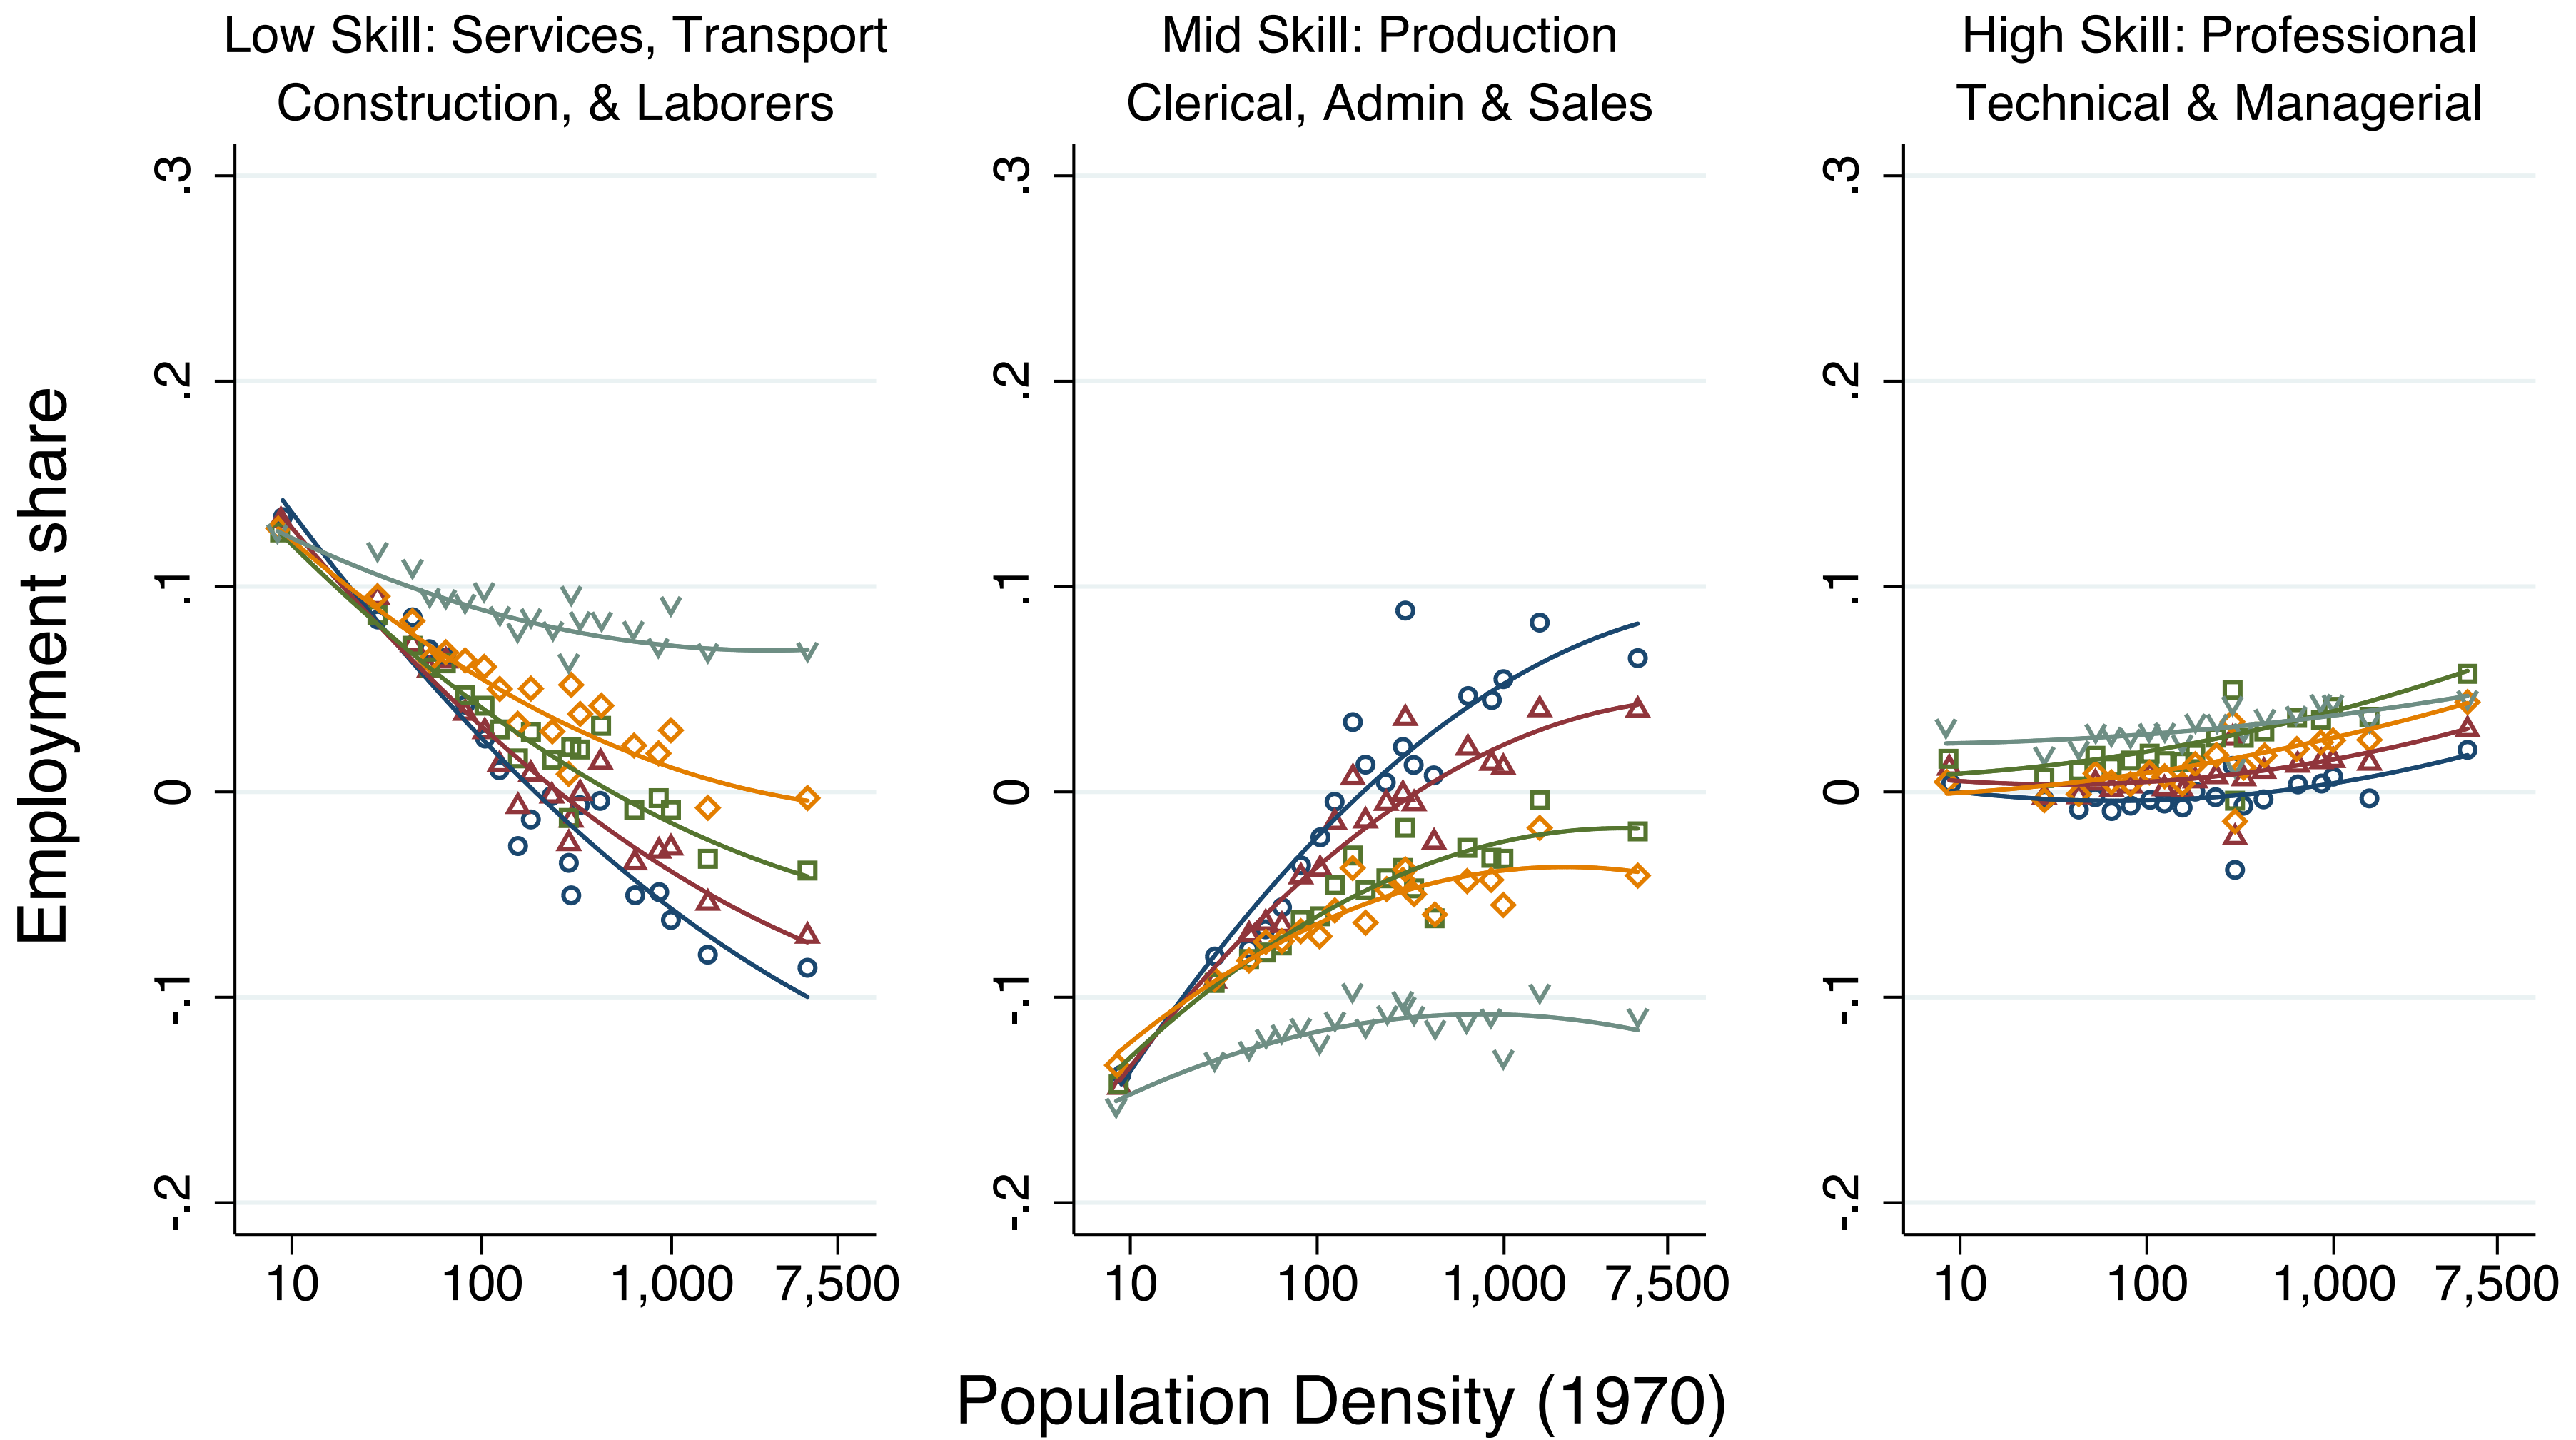 Low Skill: Services, Transport
Construction, & Laborers
Mid Skill: Production
Clerical, Admin & Sales
High Skill: Professional
Technical & Managerial
Employment share
.3
.2
.1
0
-.1
-.2
10 100 1,000 7,500
.3
.2
.1
0
-.1
-.2
10 100 1,000 7,500
.3
.2
.1
0
-.1
-.2
10 100 1,000 7,500
Population Density (1970)